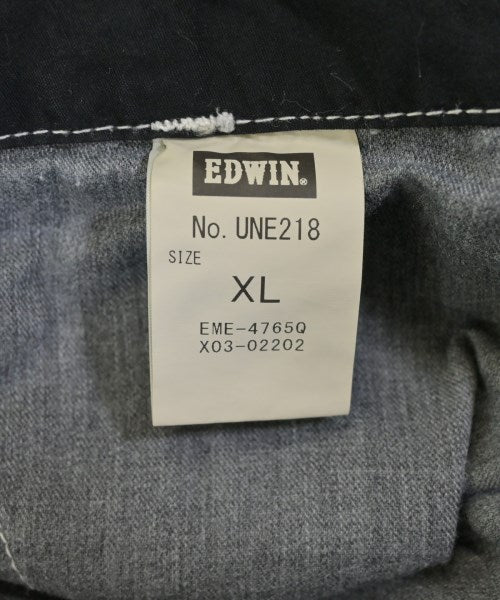 EDWIN®
No. UNE218
SIZE
XL
EME-4765Q
X03-02202